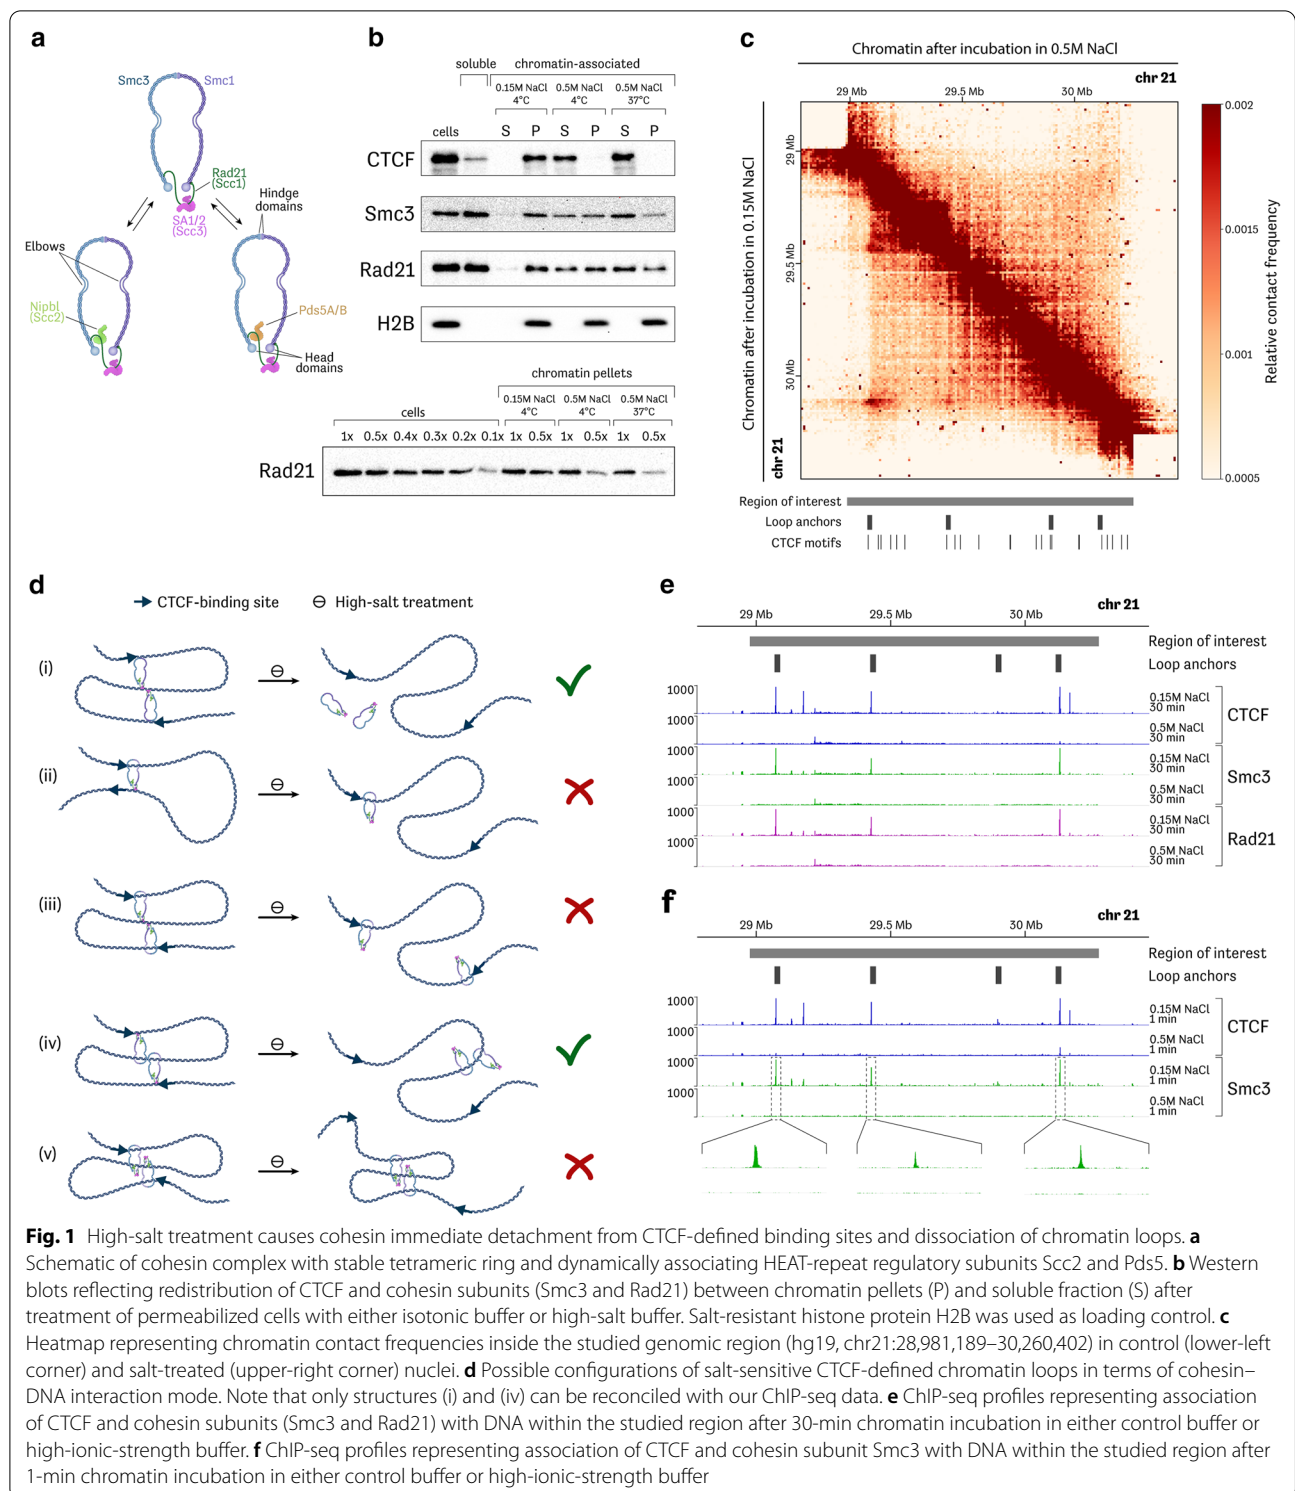 a
Smc3
Smc1
Rad21
(Scc1)
SA1/2
(Scc3)
Hindge
domains
Elbows
Nipbl
(Scc2)
Pds5A/B
Head
domains
b
soluble
chromatin-associated
0.15M NaCl
4°C
0.5M NaCl
4°C
0.5M NaCl
37°C
cells
S P S P S P
CTCF
Smc3
Rad21
H2B
chromatin pellets
cells
0.15M NaCl
4°C
0.5M NaCl
4°C
0.5M NaCl
37°C
1x 0.5x 0.4x 0.3x 0.2x 0.1x 1x 0.5x 1x 0.5x 1x 0.5x
Rad21
c
Chromatin after incubation in 0.5M NaCl
chr 21
29 Mb 29.5 Mb 30 Mb
Chromatin after incubation in 0.15M NaCl
chr 21
29 Mb
29.5 Mb
30 Mb
0.002
0.0015
0.001
0.0005
Relative contact frequency
Region of interest
Loop anchors
CTCF motifs
d
CTCF-binding site
High-salt treatment
(i)
(ii)
(iii)
(iv)
(v)
e
chr 21
29 Mb 29.5 Mb 30 Mb
Region of interest
Loop anchors
1000
0.15M NaCl
30 min
1000
0.5M NaCl
30 min
CTCF
1000
0.15M NaCl
30 min
1000
0.5M NaCl
30 min
Smc3
1000
0.15M NaCl
30 min
1000
0.5M NaCl
30 min
Rad21
f
chr 21
29 Mb 29.5 Mb 30 Mb
Region of interest
Loop anchors
1000
0.15M NaCl
1 min
1000
0.5M NaCl
1 min
CTCF
1000
0.15M NaCl
1 min
1000
0.5M NaCl
1 min
Smc3
Fig. 1 High-salt treatment causes cohesin immediate detachment from CTCF-defined binding sites and dissociation of chromatin loops. a
Schematic of cohesin complex with stable tetrameric ring and dynamically associating HEAT-repeat regulatory subunits Scc2 and Pds5. b Western
blots reflecting redistribution of CTCF and cohesin subunits (Smc3 and Rad21) between chromatin pellets (P) and soluble fraction (S) after
treatment of permeabilized cells with either isotonic buffer or high-salt buffer. Salt-resistant histone protein H2B was used as loading control. c
Heatmap representing chromatin contact frequencies inside the studied genomic region (hg19, chr21:28,981,189–30,260,402) in control (lower-left
corner) and salt-treated (upper-right corner) nuclei. d Possible configurations of salt-sensitive CTCF-defined chromatin loops in terms of cohesin–
DNA interaction mode. Note that only structures (i) and (iv) can be reconciled with our ChIP-seq data. e ChIP-seq profiles representing association
of CTCF and cohesin subunits (Smc3 and Rad21) with DNA within the studied region after 30-min chromatin incubation in either control buffer or
high-ionic-strength buffer. f ChIP-seq profiles representing association of CTCF and cohesin subunit Smc3 with DNA within the studied region after
1-min chromatin incubation in either control buffer or high-ionic-strength buffer